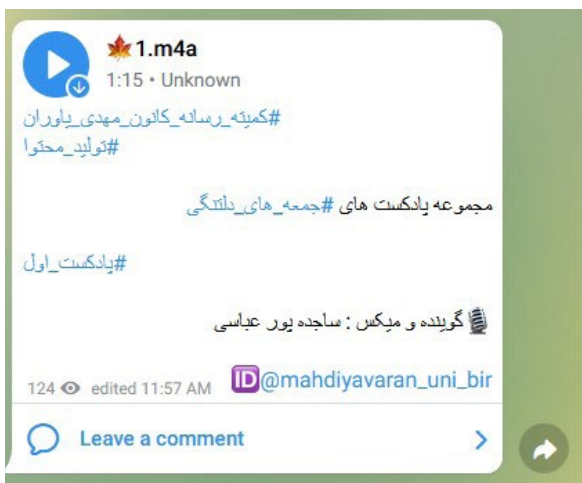 🍁1.m4a
1:15 • Unknown
#کمیته_رسانه_کانون_مهدی_یاوران
#تولید_محتوا
مجموعه پادکست های #جمعه_های_دلتنگی
#پادکست_اول
🎙گوینده و میکس : ساجده پور عباسی
🆔@mahdiyavaran_uni_bir
124 edited 11:57 AM
Leave a comment